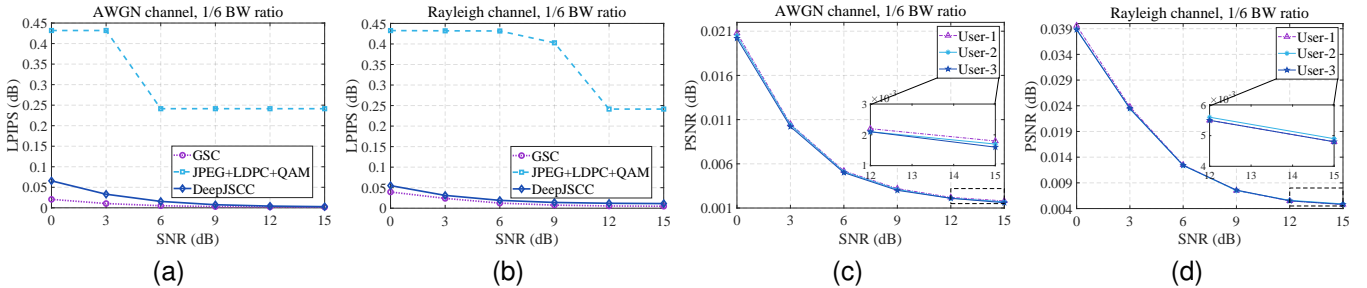 AWGN channel, 1/6 BW ratio
0.45
0.4
0.35
0.3
0.25
0.2
0.15
0.1
0.05
0
LPIPS (dB)
GSC
JPEG+LDPC+QAM
DeepJSCC
0 3 6 9 12 15
SNR (dB)
(a)
Rayleigh channel, 1/6 BW ratio
0.45
0.4
0.35
0.3
0.25
0.2
0.15
0.1
0.05
0
LPIPS (dB)
GSC
JPEG+LDPC+QAM
DeepJSCC
0 3 6 9 12 15
SNR (dB)
(b)
AWGN channel, 1/6 BW ratio
0.021
0.016
0.011
0.006
0.001
PSNR (dB)
User-1
User-2
User-3
×10⁻³
3
2
1
12 13 14 15
0 3 6 9 12 15
SNR (dB)
(c)
Rayleigh channel, 1/6 BW ratio
0.039
0.034
0.029
0.024
0.019
0.014
0.009
0.004
PSNR (dB)
User-1
User-2
User-3
×10⁻³
6
5
4
12 13 14 15
0 3 6 9 12 15
SNR (dB)
(d)